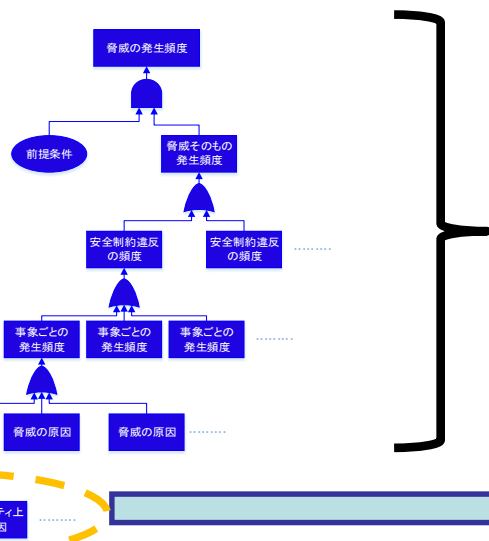 脅威の発生頻度
前提条件
脅威そのもの
発生頻度
安全制約違反
の頻度
安全制約違反
の頻度
………
事象ごとの
発生頻度
事象ごとの
発生頻度
事象ごとの
発生頻度
………
脅威の原因
脅威の原因
………
ティ上
因
………